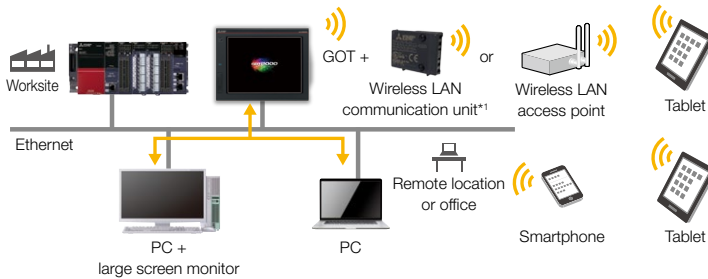 GOT +
or
Worksite
Wireless LAN
communication unit*1
Wireless LAN
access point
Tablet
Ethernet
Remote location
or office
PC +
large screen monitor
PC
Smartphone
Tablet